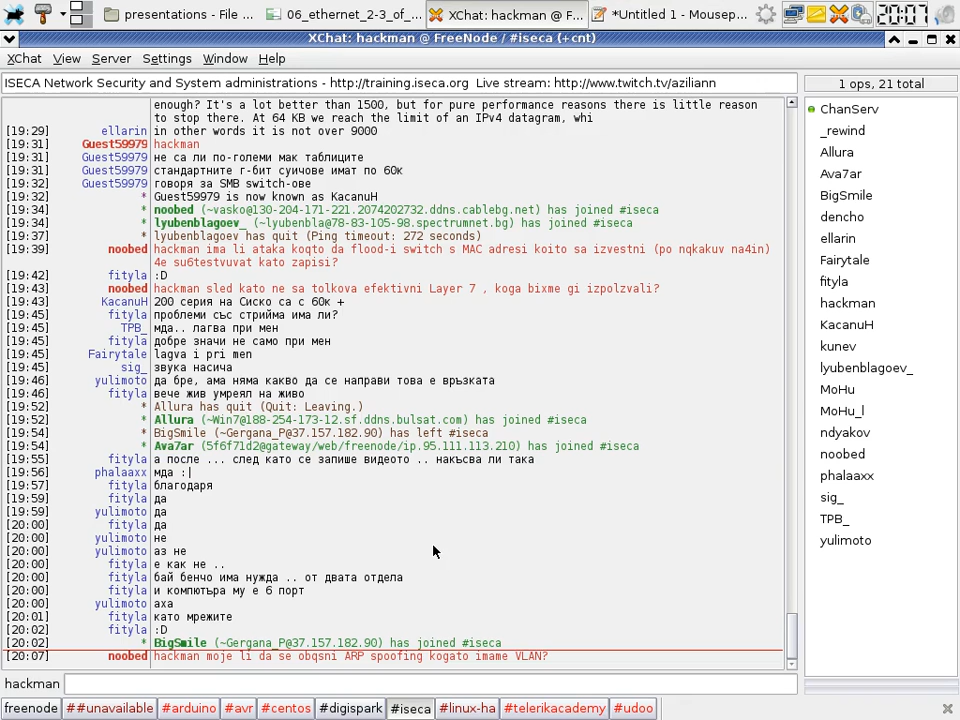 presentations - File ...
06_ethernet_2-3_of_...
XChat: hackman @ F...
*Untitled 1 - Mousep...
20:07
XChat: hackman @ FreeNode / #iseca (+cnt)
XChat View Server Settings Window Help
ISECA Network Security and System administrations - http://training.iseca.org Live stream: http://www.twitch.tv/aziliann
1 ops, 21 total
enough? It's a lot better than 1500, but for pure performance reasons there is little reason
to stop there. At 64 KB we reach the limit of an IPv4 datagram, whi
[19:29] ellarin in other words it is not over 9000
[19:31] Guest59979 hackman
[19:31] Guest59979 не са ли по-големи мак таблиците
[19:31] Guest59979 стандартните г-бит суичове имат по 60к
[19:32] Guest59979 говоря за SMB switch-ове
[19:32] * Guest59979 is now known as KacanuH
[19:34] * noobed (~vasko@130-204-171-221.2074202732.ddns.cablebg.net) has joined #iseca
[19:34] * lyubenblagoev_ (~lyubenbla@78-83-105-98.spectrumnet.bg) has joined #iseca
[19:37] * lyubenblagoev has quit (Ping timeout: 272 seconds)
[19:39] noobed hackman ima li ataka koqto da flood-i switch s MAC adresi koito sa izvestni (po nqkakuv na4in)
4e su6testvuvat kato zapisi?
[19:42] fityla :D
[19:43] noobed hackman sled kato ne sa tolkova efektivni Layer 7 , koga bixme gi izpolzvali?
[19:43] KacanuH 200 серия на Сиско са с 60к +
[19:45] fityla проблеми със стрийма има ли?
[19:45] TPB_ мда.. лагва при мен
[19:45] fityla добре значи не само при мен
[19:45] Fairytale lagva i pri men
[19:45] sig_ звука насича
[19:46] yulimoto да бре, ама няма какво да се направи това е връзката
[19:46] fityla вече жив умрeял на живо
[19:52] * Allura has quit (Quit: Leaving.)
[19:52] * Allura (~Win7@188-254-173-12.sf.ddns.bulsat.com) has joined #iseca
[19:54] * BigSmile (~Gergana_P@37.157.182.90) has left #iseca
[19:54] * Ava7ar (5f6f71d2@gateway/web/freenode/ip.95.111.113.210) has joined #iseca
[19:55] fityla а после ... след като се запише видеото .. накъсва ли така
[19:56] phalaaxx мда :|
[19:57] fityla благодаря
[19:59] fityla да
[19:59] yulimoto да
[20:00] fityla да
[20:00] yulimoto не
[20:00] yulimoto аз не
[20:00] fityla е как не ..
[20:00] fityla бай бенчо има нужда .. от двата отдела
[20:00] fityla и компютъра му е 6 порт
[20:00] yulimoto аха
[20:01] fityla като мрежите
[20:02] fityla :D
[20:02] * BigSmile (~Gergana_P@37.157.182.90) has joined #iseca
[20:07] noobed hackman moje li da se obqsni ARP spoofing kogato imame VLAN?
ChanServ
_rewind
Allura
Ava7ar
BigSmile
dencho
ellarin
Fairytale
fityla
hackman
KacanuH
kunev
lyubenblagoev_
MoHu
MoHu_l
ndyakov
noobed
phalaaxx
sig_
TPB_
yulimoto
hackman
freenode ##unavailable #arduino #avr #centos #digispark #iseca #linux-ha #telerikacademy #udoo